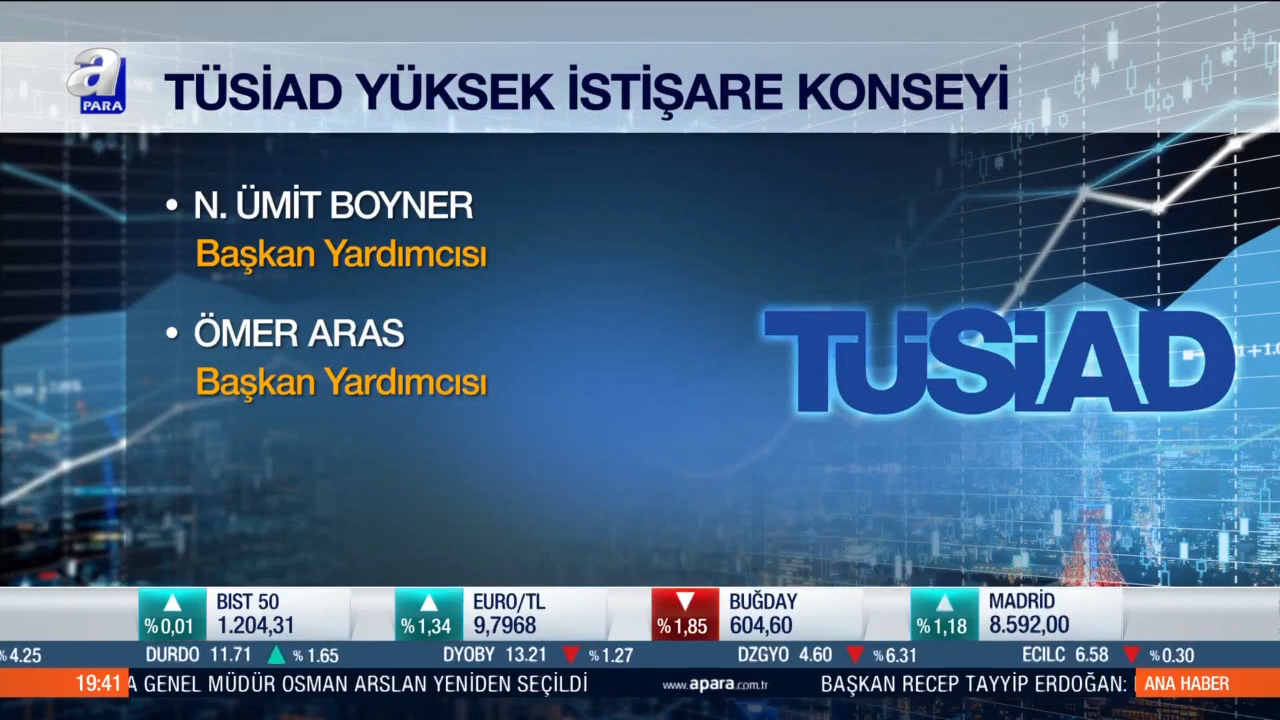 a PARA
TÜSİAD YÜKSEK İSTİŞARE KONSEYİ
• N. ÜMİT BOYNER
Başkan Yardımcısı
• ÖMER ARAS
Başkan Yardımcısı
TÜSİAD
%0,01 BIST 50 1.204,31
%1,34 EURO/TL 9,7968
%1,85 BUĞDAY 604,60
%1,18 MADRİD 8.592,00
%4.25 DURDO 11.71 %1.65 DYOBY 13.21 %1.27 DZGYO 4.60 %6.31 ECILC 6.58 %0.30
19:41 A GENEL MÜDÜR OSMAN ARSLAN YENİDEN SEÇİLDİ www.apara.com.tr BAŞKAN RECEP TAYYİP ERDOĞAN: ANA HABER